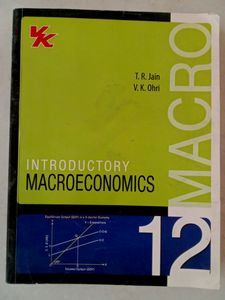 VK
T. R. Jain
V. K. Ohri
MACRO
INTRODUCTORY
MACROECONOMICS
12